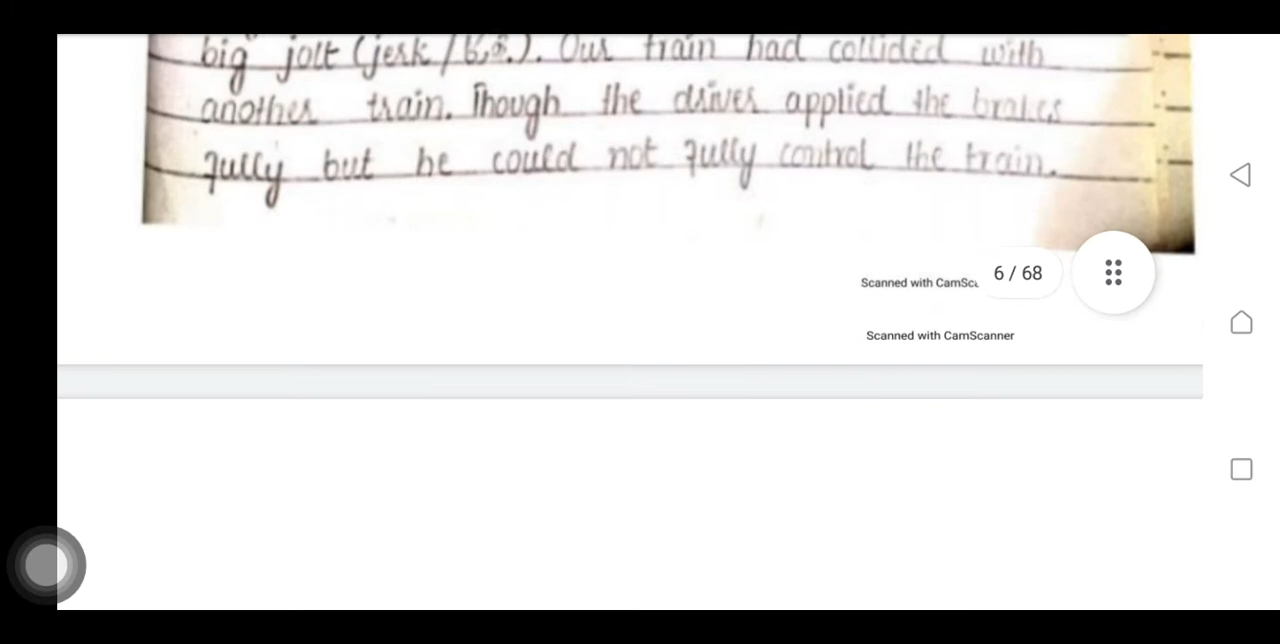 big jolt (jerk / ). Our train had collided with
another train. Though the driver applied the brakes
fully but he could not fully control the train.
Scanned with CamSc
6 / 68
Scanned with CamScanner